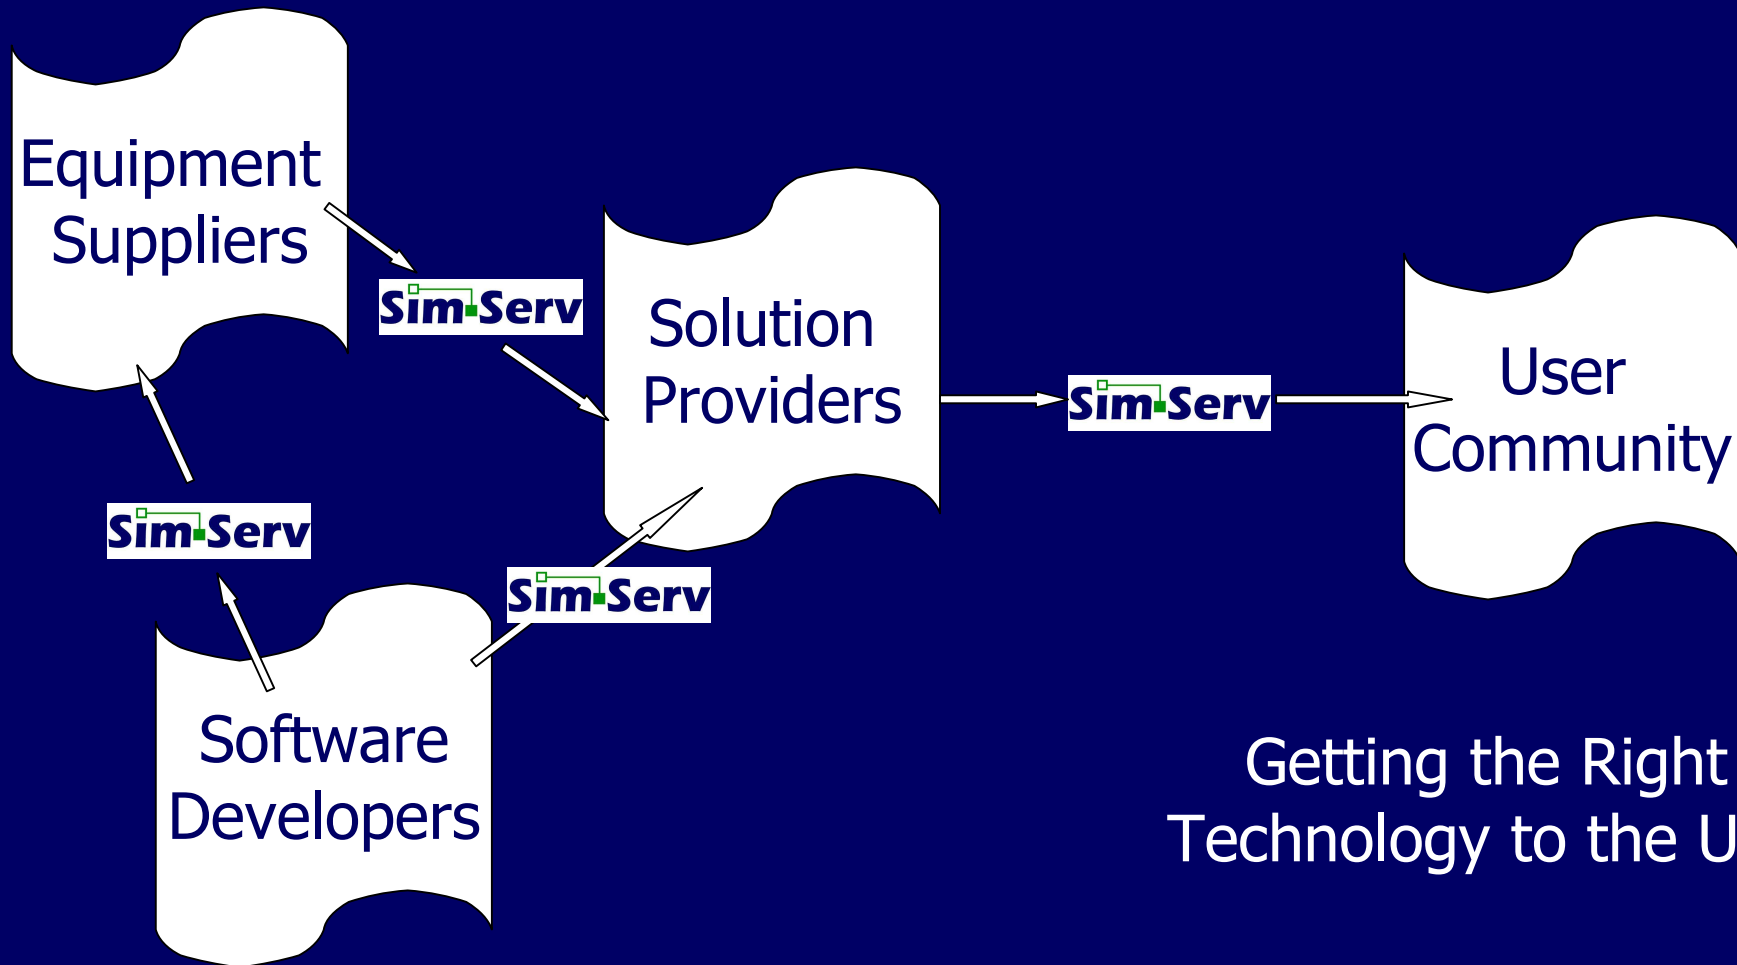 Equipment
Suppliers
Sim-Serv
Solution
Providers
Sim-Serv
User
Community
Sim-Serv
Sim-Serv
Software
Developers
Getting the Right
Technology to the U